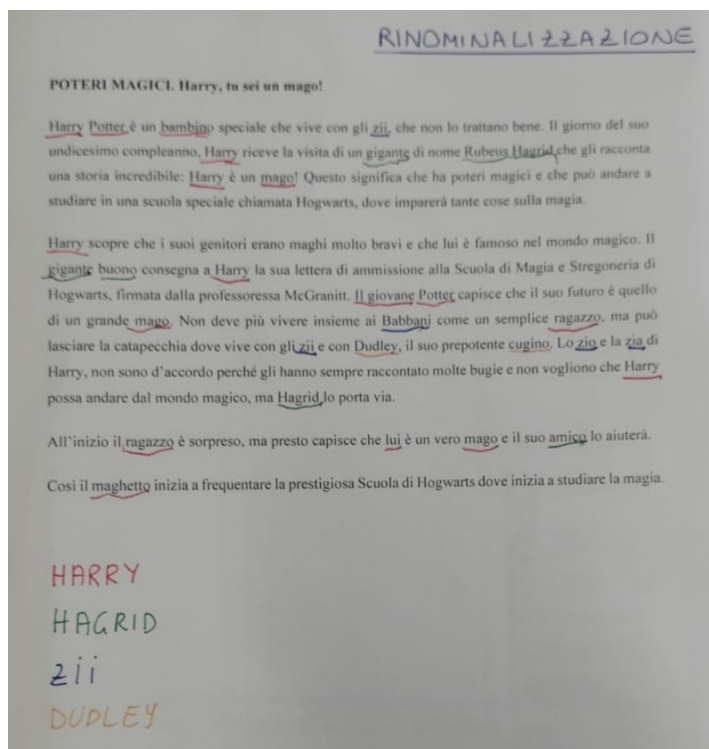 RINOMINALIZZAZIONE
POTERI MAGICI. Harry, tu sei un mago!
Harry Potter è un bambino speciale che vive con gli zii, che non lo trattano bene. Il giorno del suo
undicesimo compleanno, Harry riceve la visita di un gigante di nome Rubeus Hagrid che gli racconta
una storia incredibile: Harry è un mago! Questo significa che ha poteri magici e che può andare a
studiare in una scuola speciale chiamata Hogwarts, dove imparerà tante cose sulla magia.
Harry scopre che i suoi genitori erano maghi molto bravi e che lui è famoso nel mondo magico. Il
gigante buono consegna a Harry la sua lettera di ammissione alla Scuola di Magia e Stregoneria di
Hogwarts, firmata dalla professoressa McGranitt. Il giovane Potter capisce che il suo futuro è quello
di un grande mago. Non deve più vivere insieme ai Babbani come un semplice ragazzo, ma può
lasciare la catapecchia dove vive con gli zii e con Dudley, il suo prepotente cugino. Lo zio e la zia di
Harry, non sono d'accordo perché gli hanno sempre raccontato molte bugie e non vogliono che Harry
possa andare dal mondo magico, ma Hagrid lo porta via.
All'inizio il ragazzo è sorpreso, ma presto capisce che lui è un vero mago e il suo amico lo aiuterà.
Così il maghetto inizia a frequentare la prestigiosa Scuola di Hogwarts dove inizia a studiare la magia.
HARRY
HAGRID
zii
DUDLEY